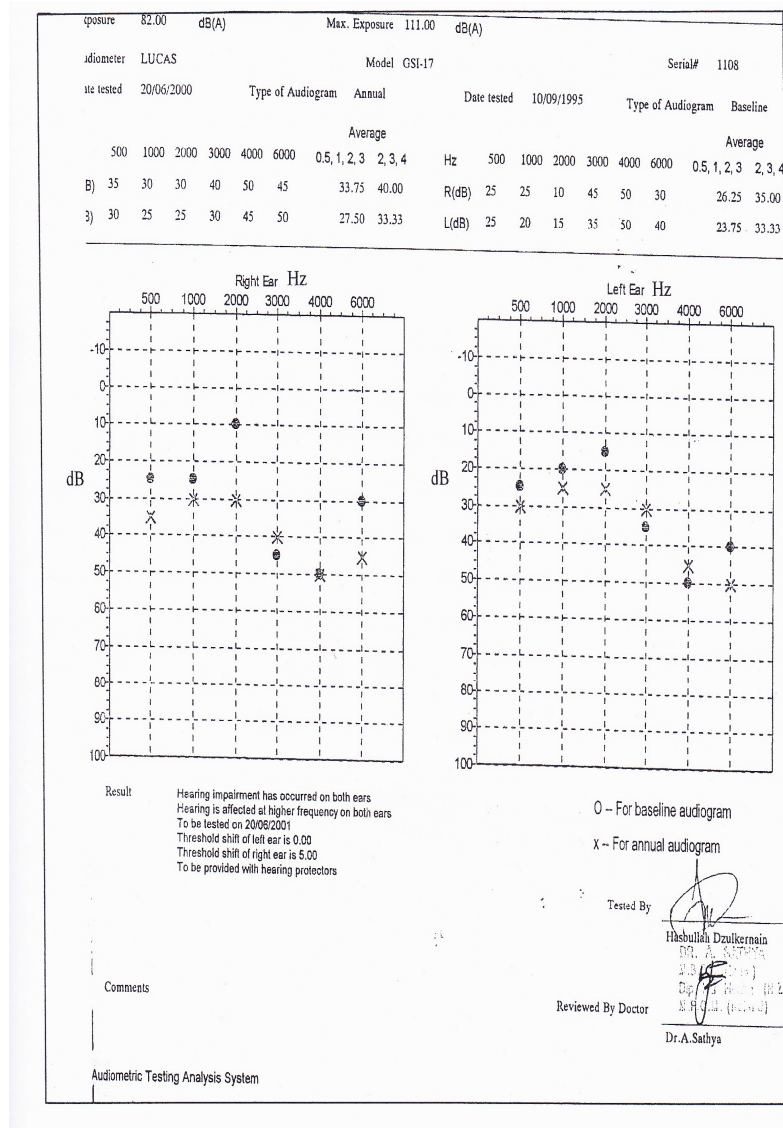 posure 82.00 dB(A) Max. Exposure 111.00 dB(A)
udiometer LUCAS Model GSI-17 Serial# 1108
ate tested 20/06/2000 Type of Audiogram Annual Date tested 10/09/1995 Type of Audiogram Baseline
Average Average
500 1000 2000 3000 4000 6000 0.5, 1, 2, 3 2, 3, 4 Hz 500 1000 2000 3000 4000 6000 0.5, 1, 2, 3 2, 3, 4
B) 35 30 30 40 50 45 33.75 40.00 R(dB) 25 25 10 45 50 30 26.25 35.00
3) 30 25 25 30 45 50 27.50 33.33 L(dB) 25 20 15 35 50 40 23.75 33.33
Right Ear Hz Left Ear Hz
500 1000 2000 3000 4000 6000 500 1000 2000 3000 4000 6000
-10 -10
0 0
10 10
20 20
dB dB
30 30
40 40
50 50
60 60
70 70
80 80
90 90
100 100
Result Hearing impairment has occurred on both ears
Hearing is affected at higher frequency on both ears
To be tested on 20/06/2001
Threshold shift of left ear is 0.00
Threshold shift of right ear is 5.00
To be provided with hearing protectors
O -- For baseline audiogram
X -- For annual audiogram
Tested By
Hasbullah Dzulkernain
DR. A. SATHYA
Comments
Reviewed By Doctor
Dr.A.Sathya
Audiometric Testing Analysis System